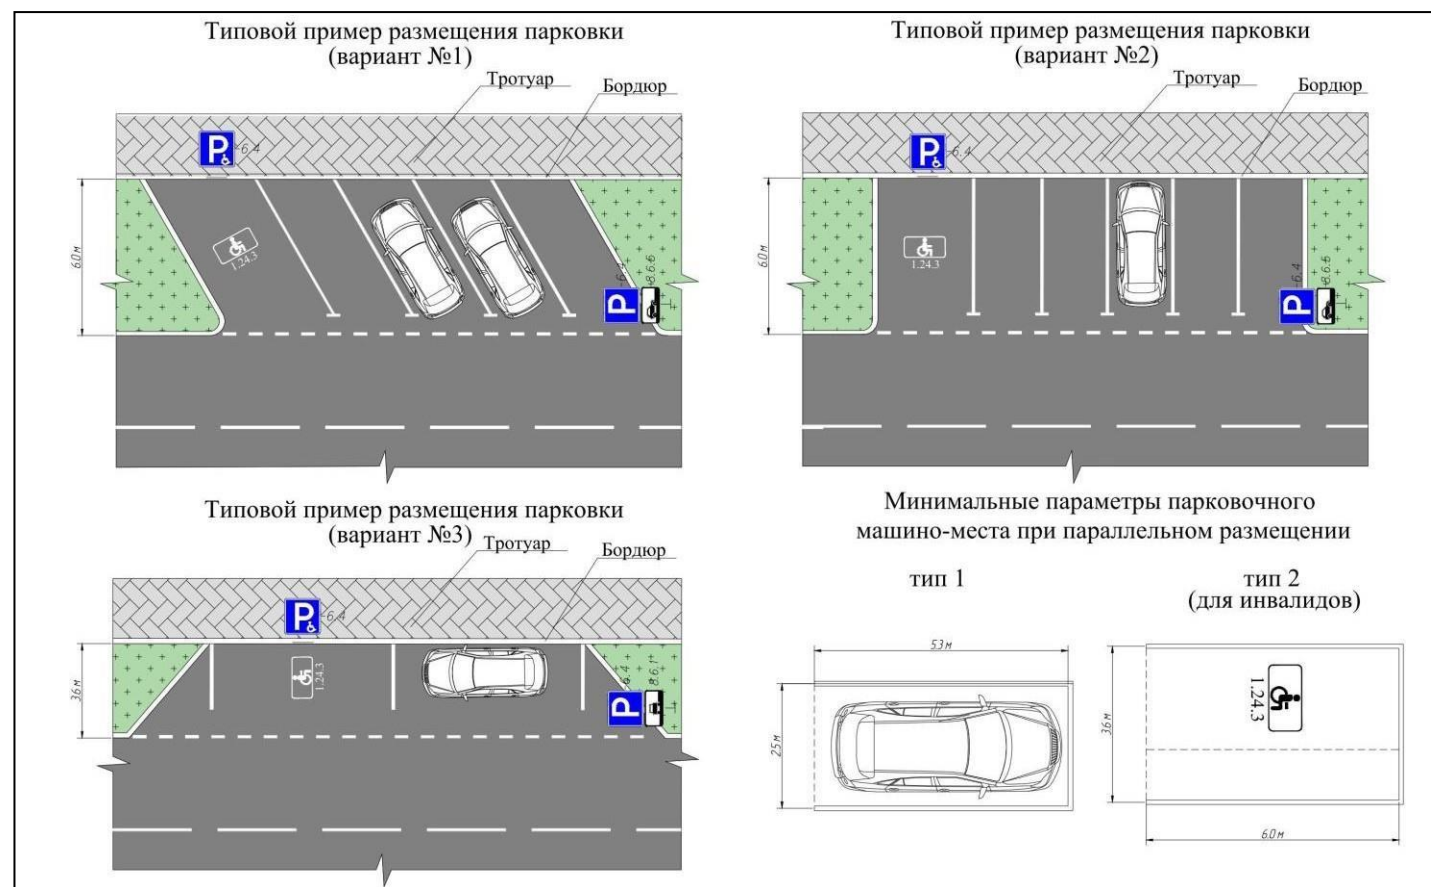 Типовой пример размещения парковки
(вариант №1)
Тротуар
Бордюр
P
6.4
60м
1.24.3
6.4
8.6.6
P
Типовой пример размещения парковки
(вариант №2)
Тротуар
Бордюр
P
6.4
60м
1.24.3
6.4
8.6.6
P
Типовой пример размещения парковки
(вариант №3)
Тротуар
Бордюр
P
6.4
36м
1.24.3
6.4
8.6.1
P
Минимальные параметры парковочного
машино-места при параллельном размещении
тип 1
тип 2
(для инвалидов)
53м
25м
36м
1.24.3
60м